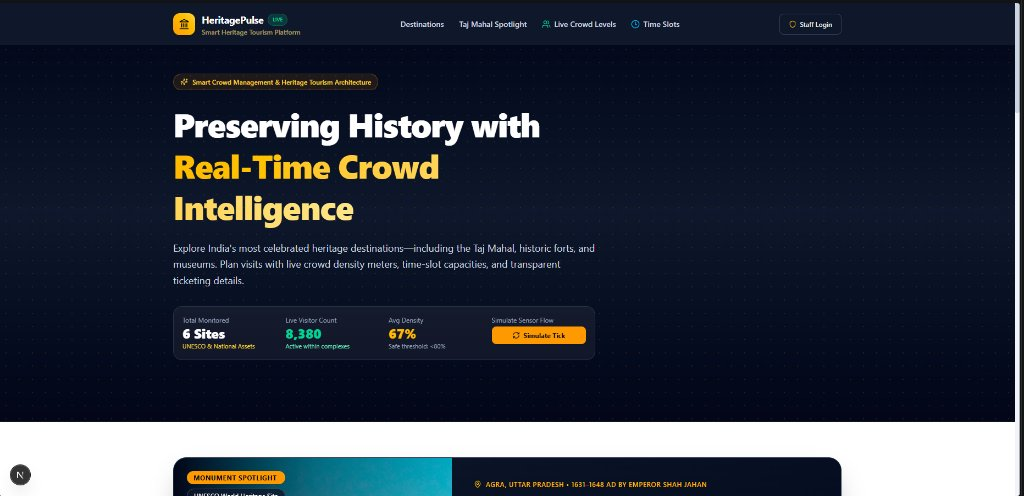 HeritagePulse LIVE
Smart Heritage Tourism Platform
Destinations
Taj Mahal Spotlight
Live Crowd Levels
Time Slots
Staff Login
Smart Crowd Management & Heritage Tourism Architecture
Preserving History with
Real-Time Crowd
Intelligence
Explore India's most celebrated heritage destinations—including the Taj Mahal, historic forts, and
museums. Plan visits with live crowd density meters, time-slot capacities, and transparent
ticketing details.
Total Monitored
6 Sites
UNESCO & National Assets
Live Visitor Count
8,380
Active within complexes
Avg Density
67%
Safe threshold: <80%
Simulate Sensor Flow
Simulate Tick
MONUMENT SPOTLIGHT
UNESCO World Heritage Site
AGRA, UTTAR PRADESH • 1631-1648 AD BY EMPEROR SHAH JAHAN
N